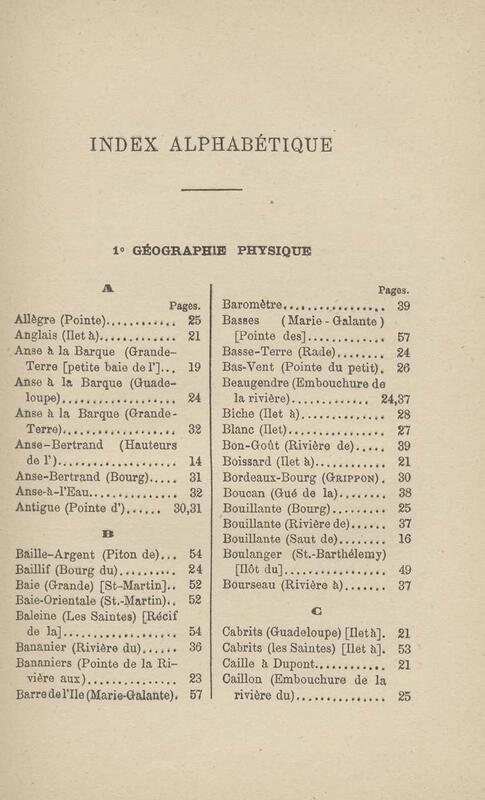 INDEX ALPHABÉTIQUE
1° GÉOGRAPHIE PHYSIQUE
A
Pages.
Allègre (Pointe)............ 25
Anglais (Ilet à)............ 21
Anse à la Barque (Grande-
Terre [petite baie de l']... 19
Anse à la Barque (Guade-
loupe).................. 24
Anse à la Barque (Grande-
Terre).................. 32
Anse-Bertrand (Hauteurs
de l').................. 14
Anse-Bertrand (Bourg)..... 31
Anse-à-l'Eau............... 32
Antigue (Pointe d')...... 30,31
B
Baille-Argent (Piton de)... 54
Baillif (Bourg du)......... 24
Baie (Grande) [St-Martin].. 52
Baie-Orientale (St.-Martin).. 52
Baleine (Les Saintes) [Récif
de la].................. 54
Bananier (Rivière du)...... 36
Bananiers (Pointe de la Ri-
vière aux).............. 23
Barre de l'Ile (Marie-Galante). 57
Pages.
Baromètre.................. 39
Basses (Marie-Galante)
[Pointe des]............. 57
Basse-Terre (Rade)........ 24
Bas-Vent (Pointe du petit). 26
Beaugendre (Embouchure de
la rivière).............. 24,37
Biche (Ilet à).............. 28
Blanc (Ilet)................ 27
Bon-Goût (Rivière de)..... 39
Boissard (Ilet à)............ 21
Bordeaux-Bourg (GRIPPON). 30
Boucan (Gué de la)........ 38
Bouillante (Bourg)......... 25
Bouillante (Rivière de)..... 37
Bouillante (Saut de)........ 16
Boulanger (St.-Barthélemy)
[Ilôt du]................ 49
Bourseau (Rivière à)....... 37
C
Cabrits (Guadeloupe) [Ilet à]. 21
Cabrits (les Saintes) [Ilet à]. 53
Caille à Dupont............ 21
Caillon (Embouchure de la
rivière du).............. 25